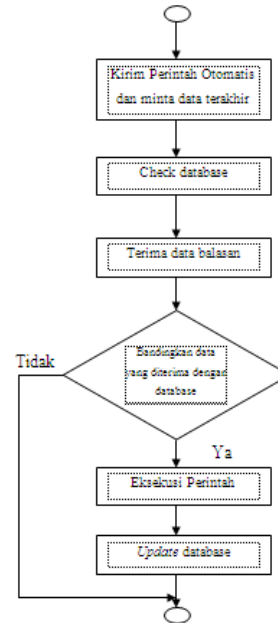 Kirim Perintah Otomatis
dan minta data terakhir
Check database
Terima data balasan
Bandingkan data
yang diterima dengan
database
Tidak
Ya
Eksekusi Perintah
Update database